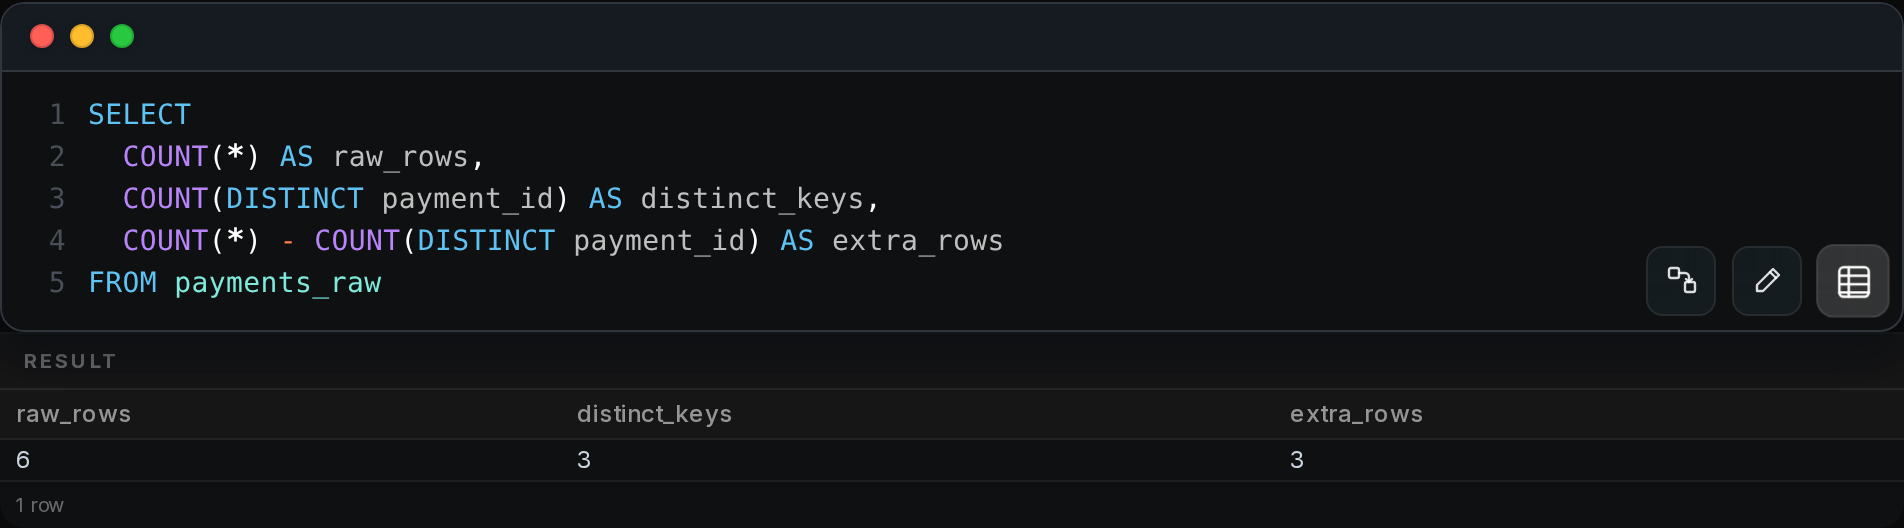 1 SELECT
2   COUNT(*) AS raw_rows,
3   COUNT(DISTINCT payment_id) AS distinct_keys,
4   COUNT(*) - COUNT(DISTINCT payment_id) AS extra_rows
5 FROM payments_raw
RESULT
raw_rows distinct_keys extra_rows
6 3 3
1 row